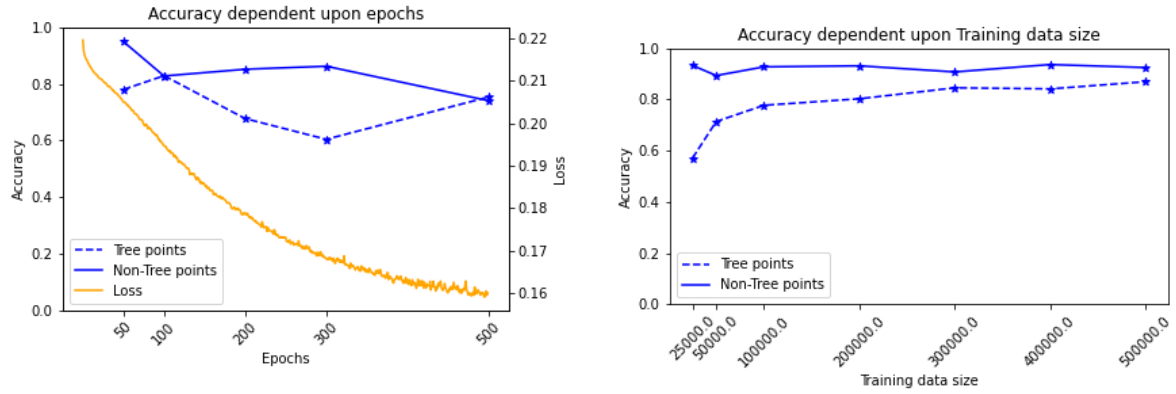 Accuracy dependent upon epochs
1.0
0.8
0.6
0.4
0.2
0.0
Accuracy
0.22
0.21
0.20
0.19
0.18
0.17
0.16
Loss
Tree points
Non-Tree points
Loss
50
100
200
300
500
Epochs
Accuracy dependent upon Training data size
1.0
0.8
0.6
0.4
0.2
0.0
Accuracy
Tree points
Non-Tree points
25000.0
50000.0
100000.0
200000.0
300000.0
400000.0
500000.0
Training data size